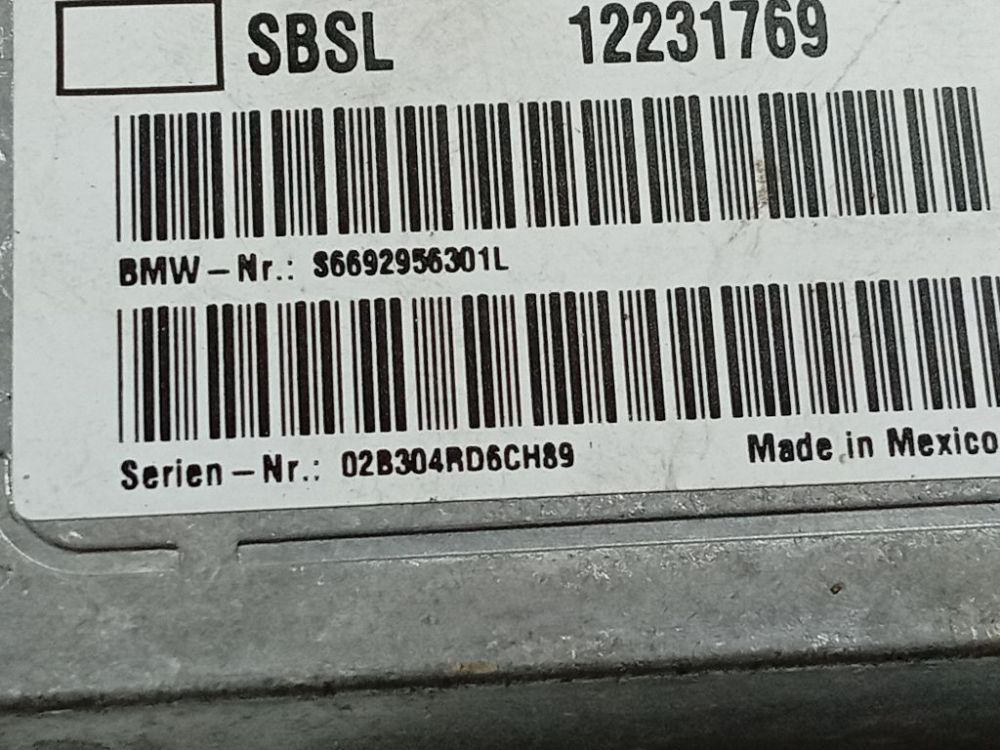 SBSL 12231769
BMW-Nr.: S6692956301L
Serien-Nr.: 02B304RD6CH89 Made in Mexico